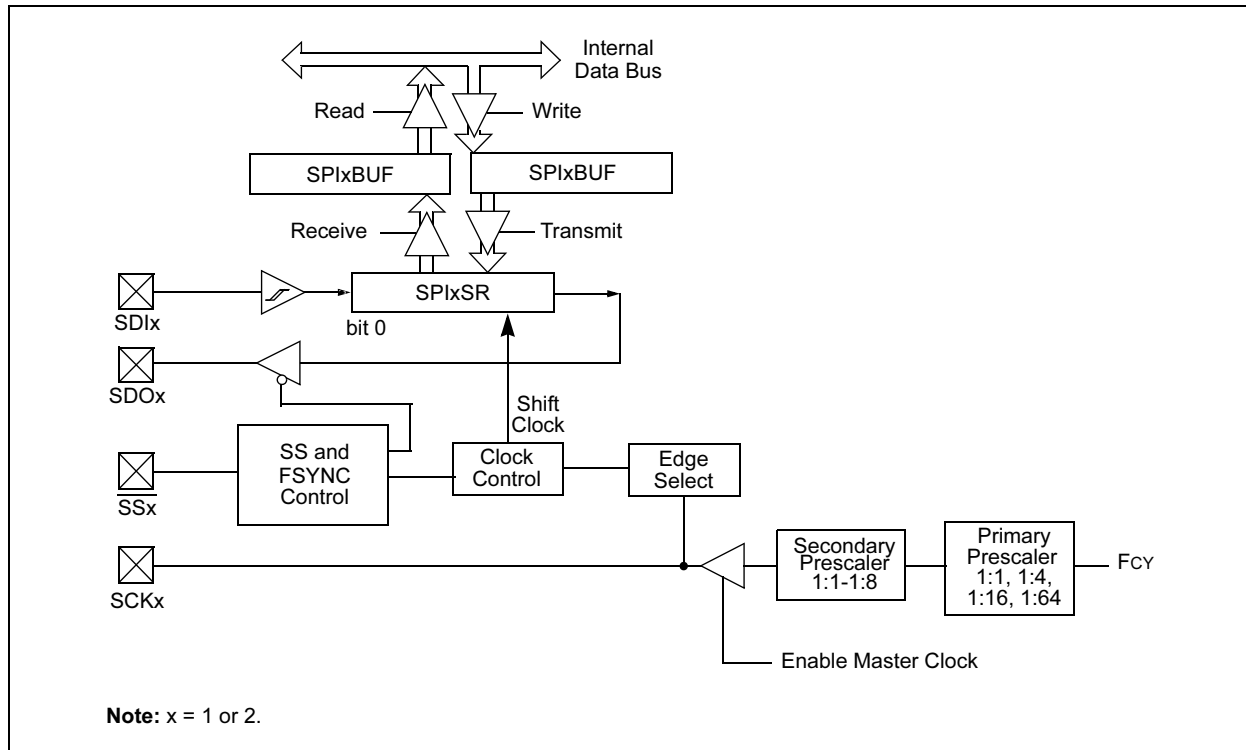 Internal
Data Bus
Read
Write
SPIxBUF
SPIxBUF
Receive
Transmit
SPIxSR
SDIx
bit 0
SDOx
Shift
Clock
SS and
FSYNC
Control
Clock
Control
Edge
Select
SSx
Secondary
Prescaler
1:1-1:8
Primary
Prescaler
1:1, 1:4,
1:16, 1:64
FCY
SCKx
Enable Master Clock
Note: x = 1 or 2.